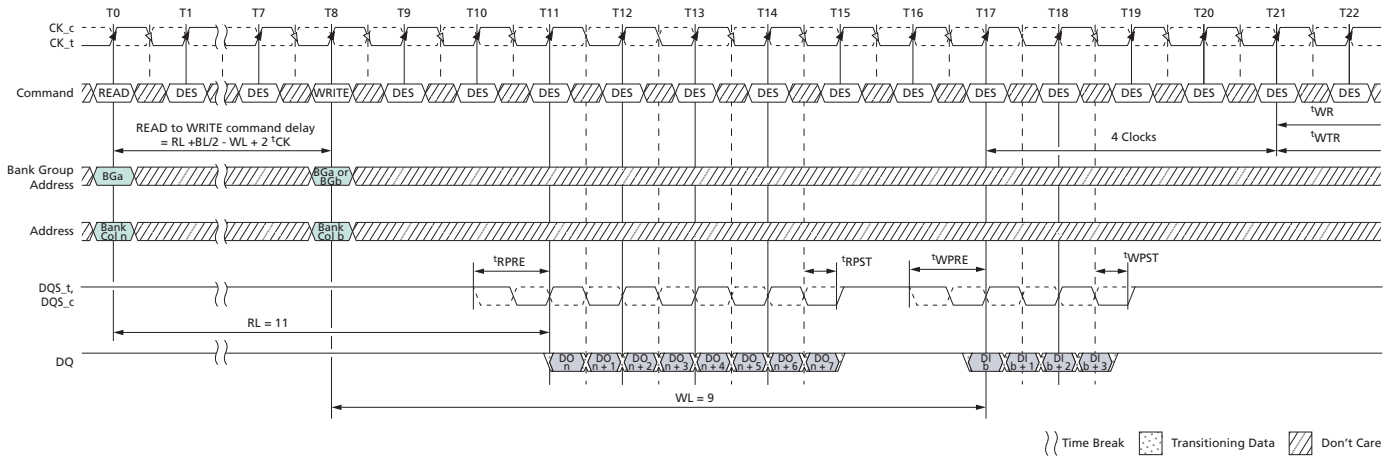 T0 T1 T7 T8 T9 T10 T11 T12 T13 T14 T15 T16 T17 T18 T19 T20 T21 T22
CK_c
CK_t
Command READ DES DES WRITE DES DES DES DES DES DES DES DES DES DES DES DES DES DES
tWR
READ to WRITE command delay
= RL +BL/2 - WL + 2 tCK
4 Clocks
tWTR
Bank Group
Address
BGa
BGa or
BGb
Address
Bank
Col n
Bank
Col b
tRPRE tRPST tWPRE tWPST
DQS_t,
DQS_c
RL = 11
DQ
DO
n
DO
n + 1
DO
n + 2
DO
n + 3
DO
n + 4
DO
n + 5
DO
n + 6
DO
n + 7
DI
b
DI
b + 1
DI
b + 2
DI
b + 3
WL = 9
Time Break Transitioning Data Don't Care